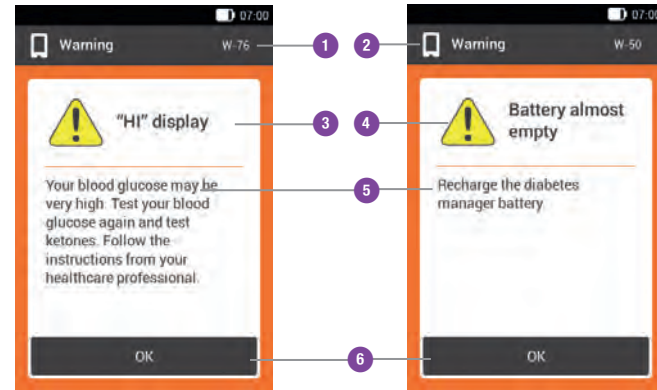 07:00
Warning W-76
"HI" display
Your blood glucose may be
very high. Test your blood
glucose again and test
ketones. Follow the
instructions from your
healthcare professional.
OK
1
2
3
4
5
6
07:00
Warning W-50
Battery almost
empty
Recharge the diabetes
manager battery
OK